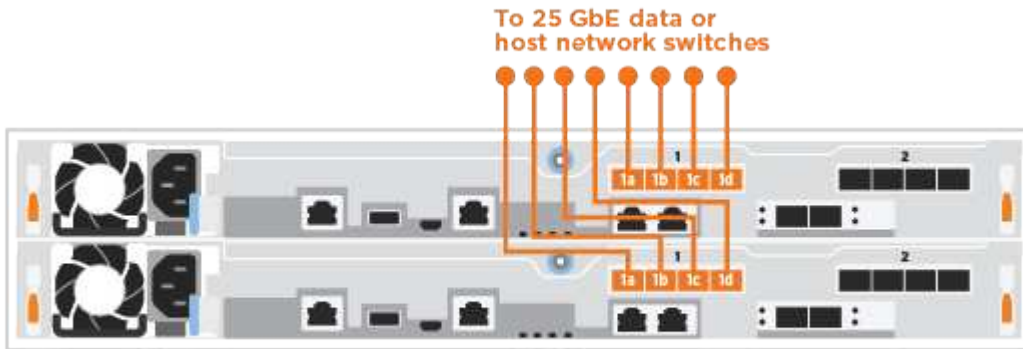 To 25 GbE data or
host network switches
1 2
1a 1b 1c 1d
1 2
1a 1b 1c 1d